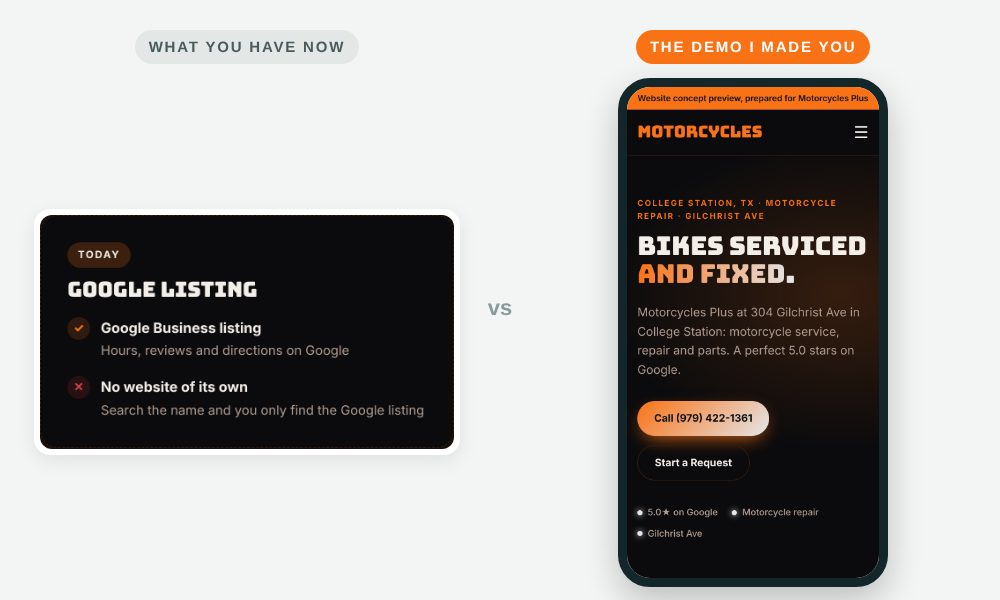 WHAT YOU HAVE NOW
TODAY
GOOGLE LISTING
Google Business listing
Hours, reviews and directions on Google
No website of its own
Search the name and you only find the Google listing
vs
THE DEMO I MADE YOU
Website concept preview, prepared for Motorcycles Plus
MOTORCYCLES
COLLEGE STATION, TX · MOTORCYCLE
REPAIR · GILCHRIST AVE
BIKES SERVICED
AND FIXED.
Motorcycles Plus at 304 Gilchrist Ave in
College Station: motorcycle service,
repair and parts. A perfect 5.0 stars on
Google.
Call (979) 422-1361
Start a Request
5.0★ on Google
Motorcycle repair
Gilchrist Ave